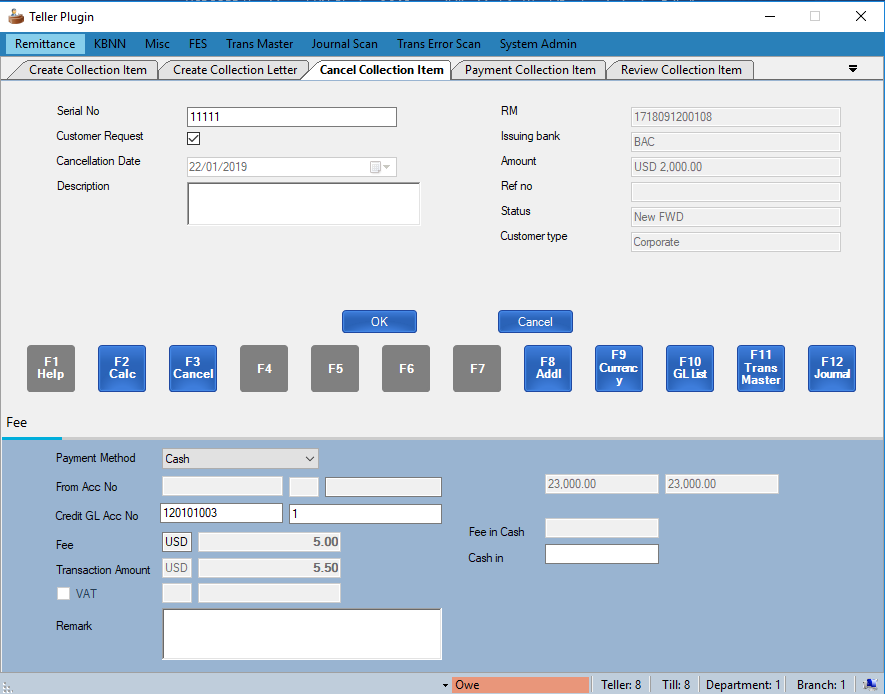 Teller Plugin
Remittance KBNN Misc FES Trans Master Journal Scan Trans Error Scan System Admin
Create Collection Item Create Collection Letter Cancel Collection Item Payment Collection Item Review Collection Item
Serial No 11111 RM 1718091200108
Customer Request Issuing bank BAC
Cancellation Date 22/01/2019 Amount USD 2,000.00
Description Ref no
Status New FWD
Customer type Corporate
OK Cancel
F1 Help F2 Calc F3 Cancel F4 F5 F6 F7 F8 Addl F9 Currenc y F10 GL List F11 Trans Master F12 Journal
Fee
Payment Method Cash
From Acc No 23,000.00 23,000.00
Credit GL Acc No 120101003 1
Fee USD 5.00 Fee in Cash
Transaction Amount USD 5.50 Cash in
VAT
Remark
Owe Teller: 8 Till: 8 Department: 1 Branch: 1